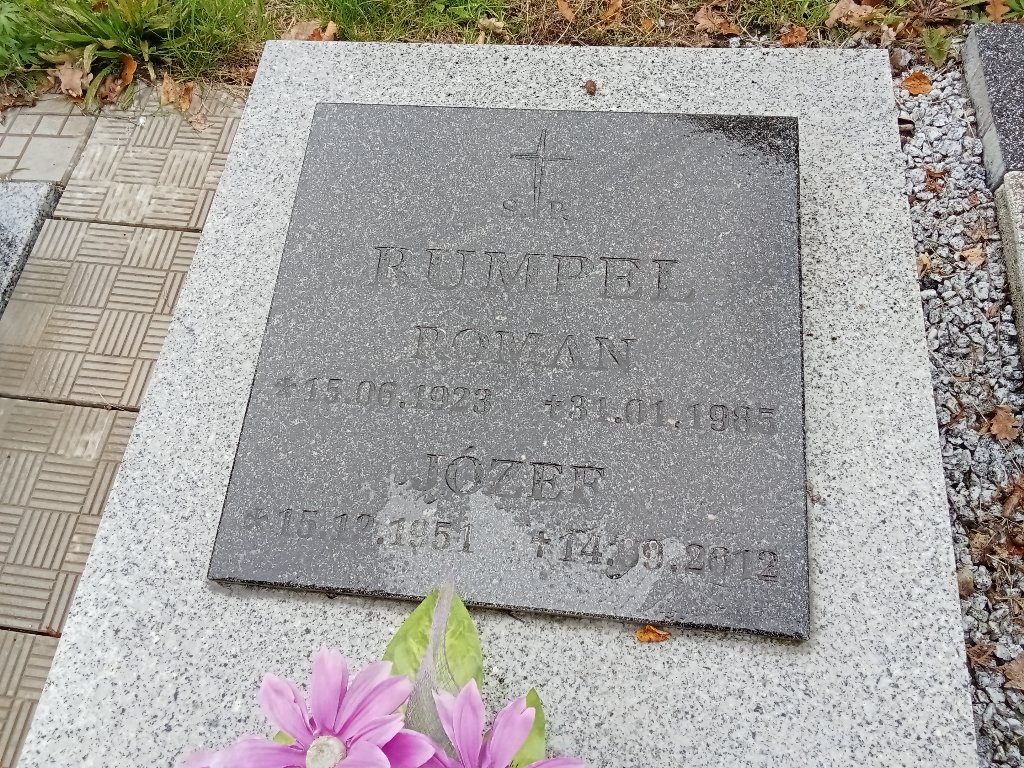 Ś. P.
RUMPEL
ROMAN
*15.06.1923 +31.01.1985
JÓZEF
*15.12.1951 +14.09.2012